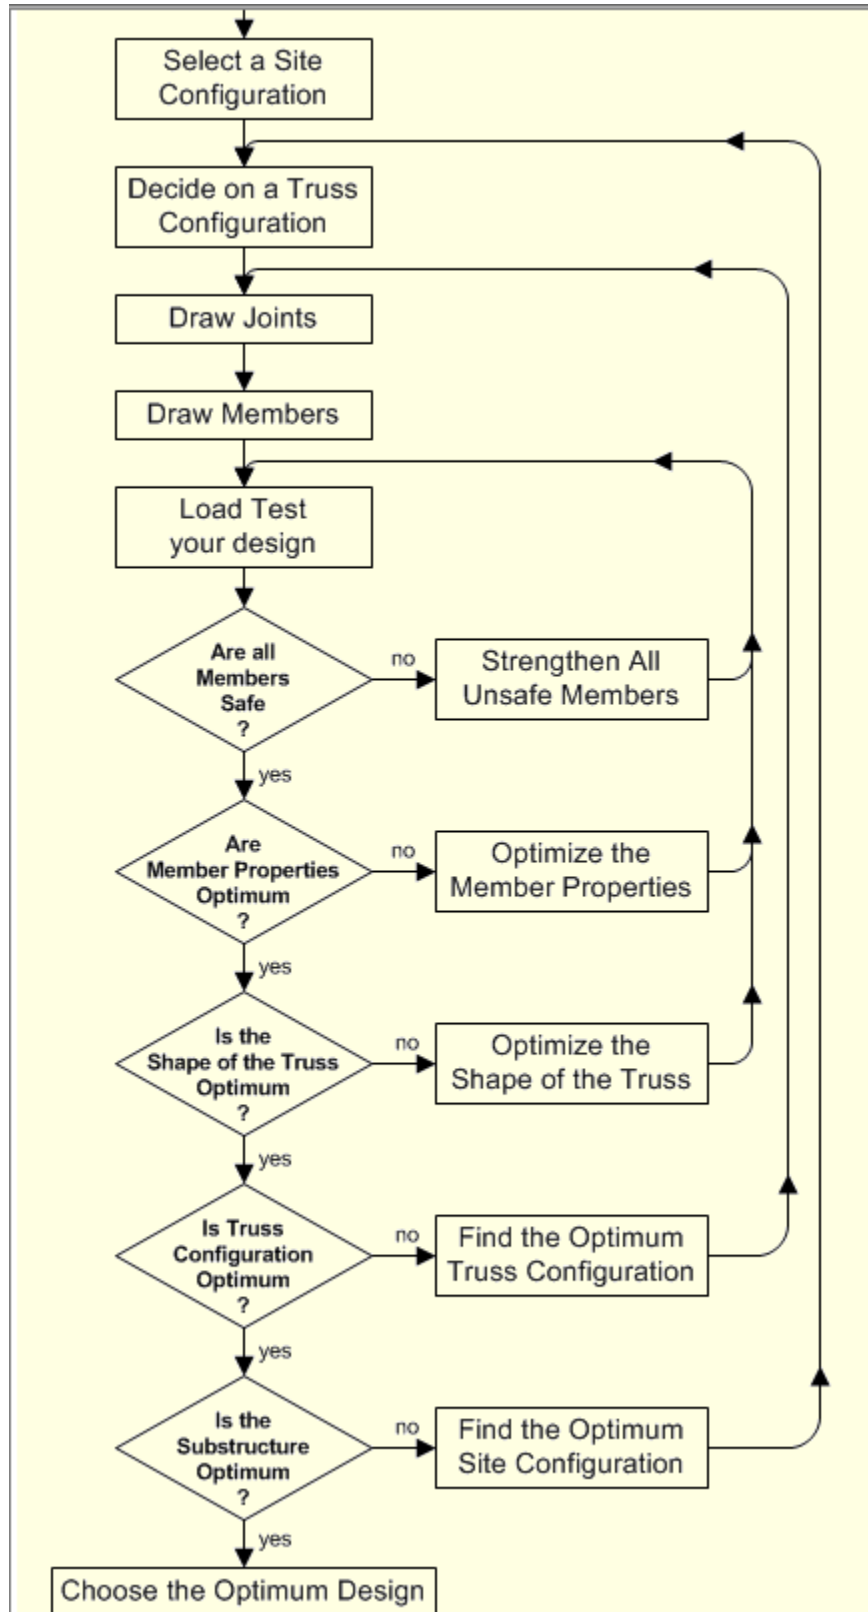 Select a Site
Configuration
Decide on a Truss
Configuration
Draw Joints
Draw Members
Load Test
your design
Are all
Members
Safe
?
no
Strengthen All
Unsafe Members
yes
Are
Member Properties
Optimum
?
no
Optimize the
Member Properties
yes
Is the
Shape of the Truss
Optimum
?
no
Optimize the
Shape of the Truss
yes
Is Truss
Configuration
Optimum
?
no
Find the Optimum
Truss Configuration
yes
Is the
Substructure
Optimum
?
no
Find the Optimum
Site Configuration
yes
Choose the Optimum Design